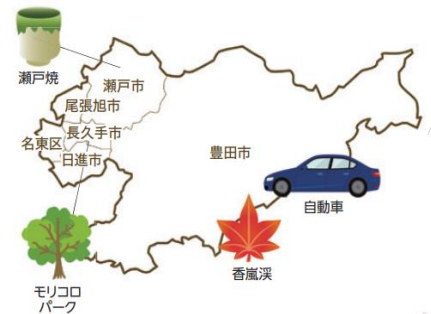 瀬戸焼
瀬戸市
尾張旭市
長久手市
名東区
日進市
豊田市
自動車
香嵐渓
モリコロ
パーク